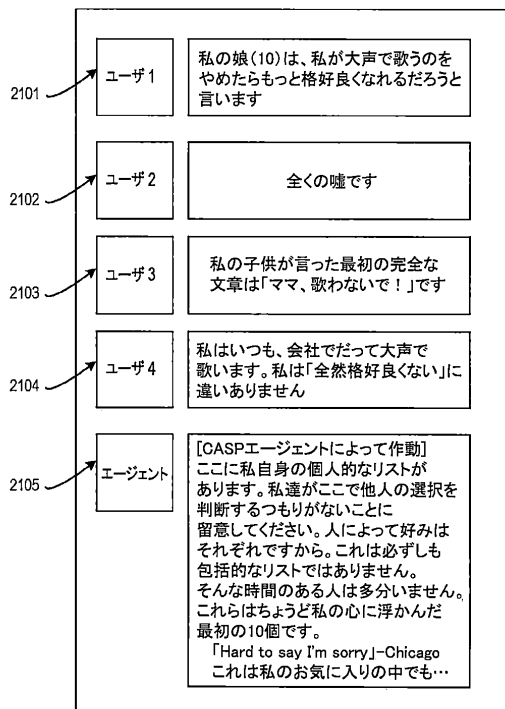 2101
ユーザ1
私の娘(10)は、私が大声で歌うのを
やめたらもっと格好良くなれるだろうと
言います
2102
ユーザ2
全くの嘘です
2103
ユーザ3
私の子供が言った最初の完全な
文章は「ママ、歌わないで！」です
2104
ユーザ4
私はいつも、会社でだって大声で
歌います。私は「全然格好良くない」に
違いありません
2105
エージェント
[CASPエージェントによって作動]
ここに私自身の個人的なリストが
あります。私達がここで他人の選択を
判断するつもりがないことに
留意してください。人によって好みは
それぞれですから。これは必ずしも
包括的なリストではありません。
そんな時間のある人は多分いません。
これらはちょうど私の心に浮かんだ
最初の10個です。
「Hard to say I'm sorry」-Chicago
これは私のお気に入りの中でも…